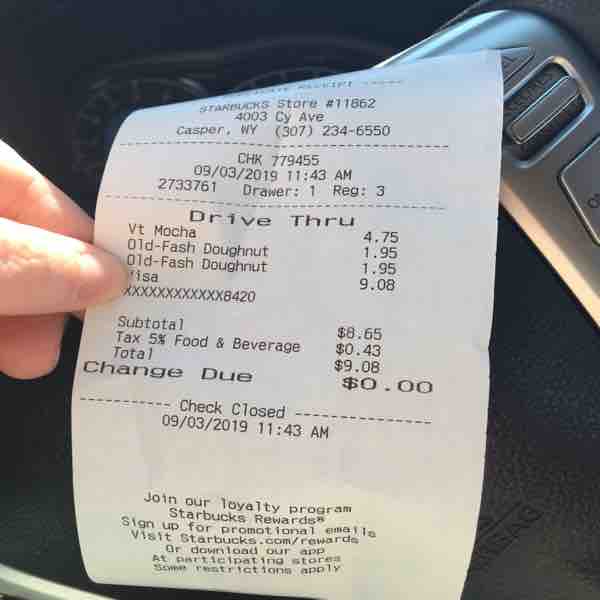 RECEIPT
STARBUCKS Store #11862
4003 Cy Ave
Casper, WY (307) 234-6550
CHK 779455
09/03/2019 11:43 AM
2733761 Drawer: 1 Reg: 3
Drive Thru
Vt Mocha 4.75
Old-Fash Doughnut 1.95
Old-Fash Doughnut 1.95
Visa 9.08
XXXXXXXXXXXX8420
Subtotal $8.65
Tax 5% Food & Beverage $0.43
Total $9.08
Change Due $0.00
---------- Check Closed ----------
09/03/2019 11:43 AM
Join our loyalty program
Starbucks Rewards®
Sign up for promotional emails
Visit Starbucks.com/rewards
Or download our app
At participating stores
Some restrictions apply